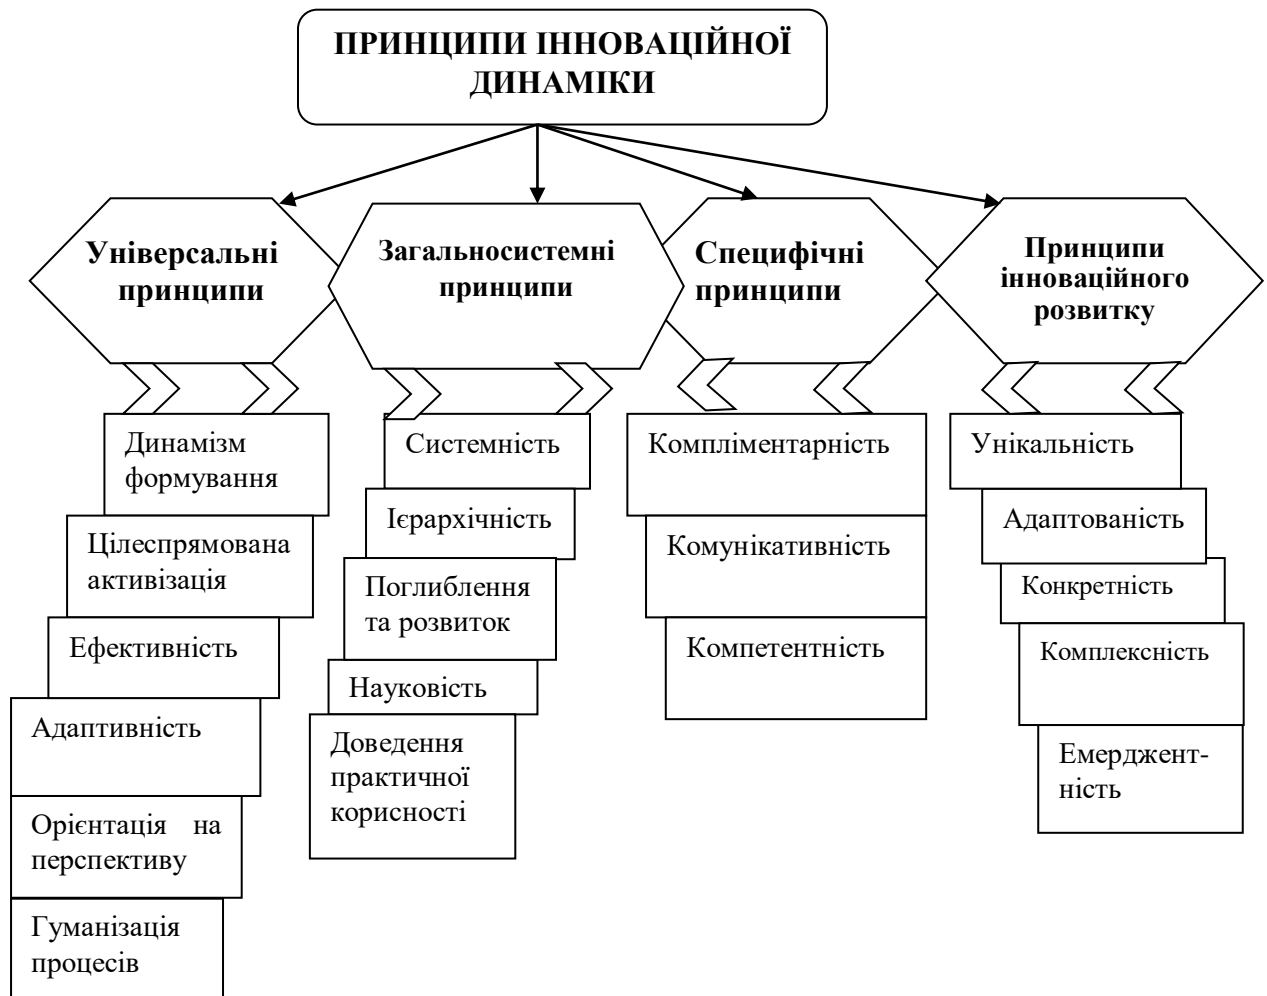 ПРИНЦИПИ ІННОВАЦІЙНОЇ
ДИНАМІКИ
Універсальні
принципи
Загальносистемні
принципи
Специфічні
принципи
Принципи
інноваційного
розвитку
Динамізм
формування
Цілеспрямована
активізація
Ефективність
Адаптивність
Орієнтація на
перспективу
Гуманізація
процесів
Системність
Ієрархічність
Поглиблення
та розвиток
Науковість
Доведення
практичної
корисності
Компліментарність
Комунікативність
Компетентність
Унікальність
Адаптованість
Конкретність
Комплексність
Емерджент-
ність